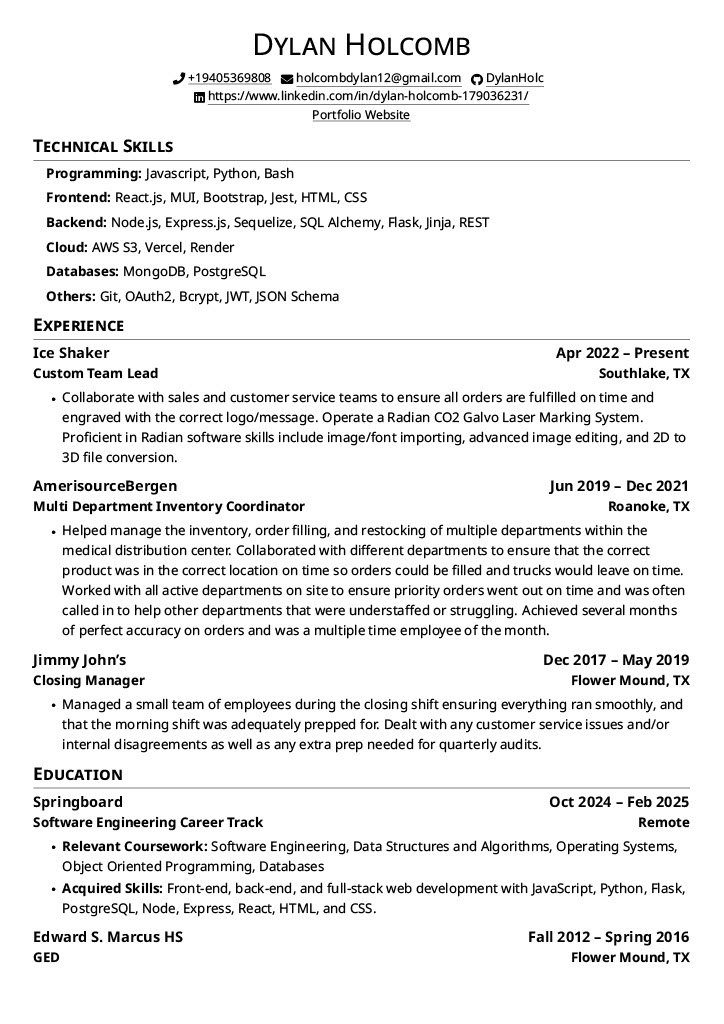 Dylan Holcomb
+19405369808 holcombdylan12@gmail.com DylanHolc
https://www.linkedin.com/in/dylan-holcomb-179036231/
Portfolio Website
Technical Skills
Programming: Javascript, Python, Bash
Frontend: React.js, MUI, Bootstrap, Jest, HTML, CSS
Backend: Node.js, Express.js, Sequelize, SQL Alchemy, Flask, Jinja, REST
Cloud: AWS S3, Vercel, Render
Databases: MongoDB, PostgreSQL
Others: Git, OAuth2, Bcrypt, JWT, JSON Schema
Experience
Ice Shaker Apr 2022 – Present
Custom Team Lead Southlake, TX
• Collaborate with sales and customer service teams to ensure all orders are fulfilled on time and
engraved with the correct logo/message. Operate a Radian CO2 Galvo Laser Marking System.
Proficient in Radian software skills include image/font importing, advanced image editing, and 2D to
3D file conversion.
AmerisourceBergen Jun 2019 – Dec 2021
Multi Department Inventory Coordinator Roanoke, TX
• Helped manage the inventory, order filling, and restocking of multiple departments within the
medical distribution center. Collaborated with different departments to ensure that the correct
product was in the correct location on time so orders could be filled and trucks would leave on time.
Worked with all active departments on site to ensure priority orders went out on time and was often
called in to help other departments that were understaffed or struggling. Achieved several months
of perfect accuracy on orders and was a multiple time employee of the month.
Jimmy John’s Dec 2017 – May 2019
Closing Manager Flower Mound, TX
• Managed a small team of employees during the closing shift ensuring everything ran smoothly, and
that the morning shift was adequately prepped for. Dealt with any customer service issues and/or
internal disagreements as well as any extra prep needed for quarterly audits.
Education
Springboard Oct 2024 – Feb 2025
Software Engineering Career Track Remote
• Relevant Coursework: Software Engineering, Data Structures and Algorithms, Operating Systems,
Object Oriented Programming, Databases
• Acquired Skills: Front-end, back-end, and full-stack web development with JavaScript, Python, Flask,
PostgreSQL, Node, Express, React, HTML, and CSS.
Edward S. Marcus HS Fall 2012 – Spring 2016
GED Flower Mound, TX